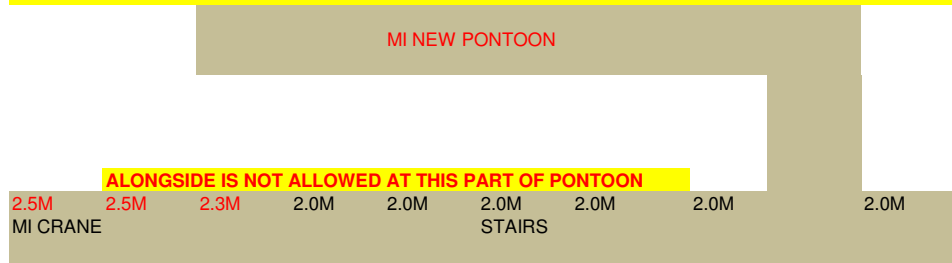 MI NEW PONTOON
ALONGSIDE IS NOT ALLOWED AT THIS PART OF PONTOON
2.5M 2.5M 2.3M 2.0M 2.0M 2.0M 2.0M 2.0M 2.0M
MI CRANE STAIRS